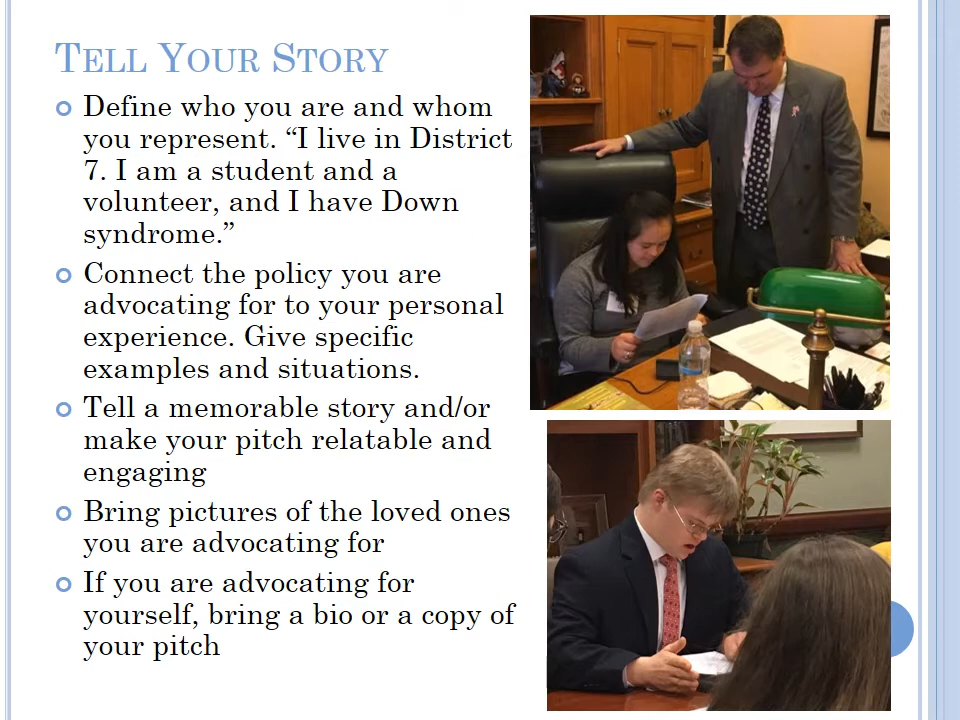 TELL YOUR STORY
Define who you are and whom
you represent. “I live in District
7. I am a student and a
volunteer, and I have Down
syndrome.”
Connect the policy you are
advocating for to your personal
experience. Give specific
examples and situations.
Tell a memorable story and/or
make your pitch relatable and
engaging
Bring pictures of the loved ones
you are advocating for
If you are advocating for
yourself, bring a bio or a copy of
your pitch